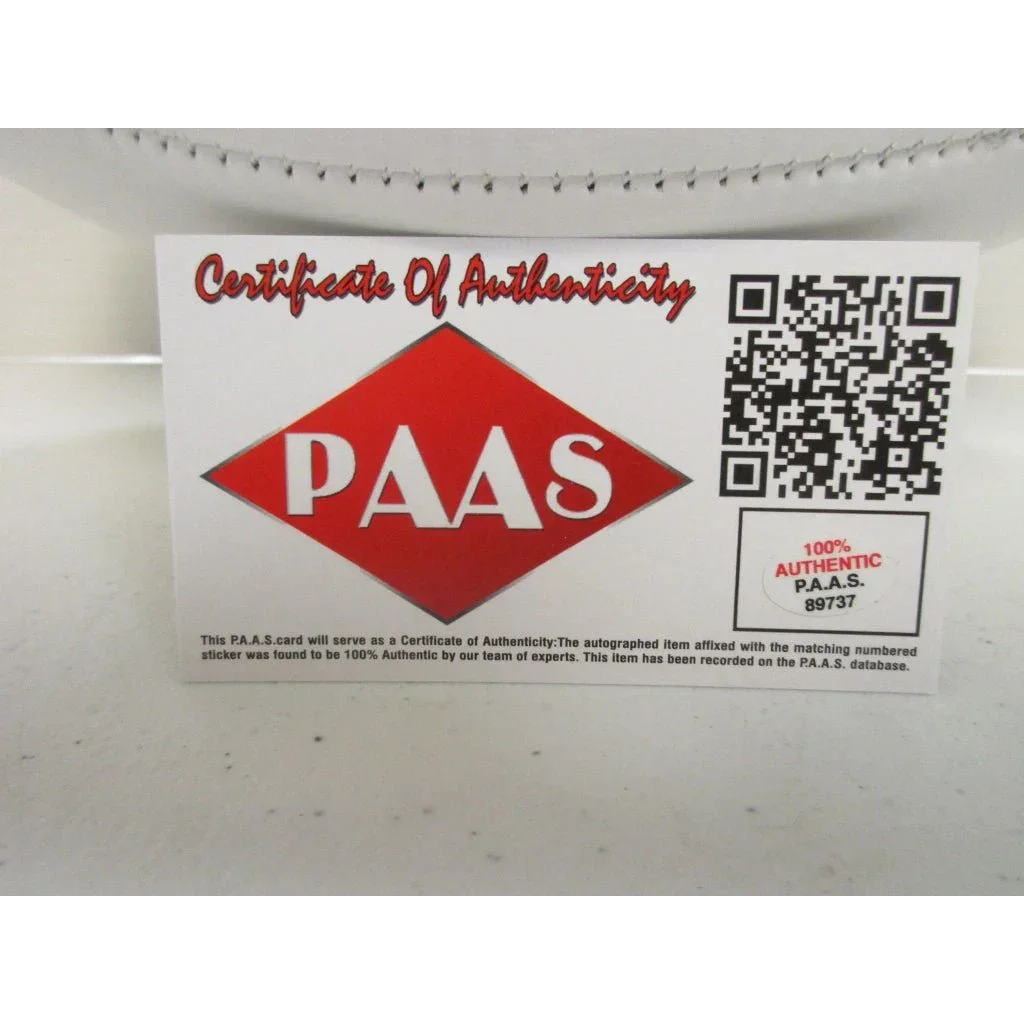 Certificate Of Authenticity
PAAS
100%
AUTHENTIC
P.A.A.S.
89737
This P.A.A.S.card will serve as a Certificate of Authenticity:The autographed item affixed with the matching numbered
sticker was found to be 100% Authentic by our team of experts. This item has been recorded on the P.A.A.S. database.